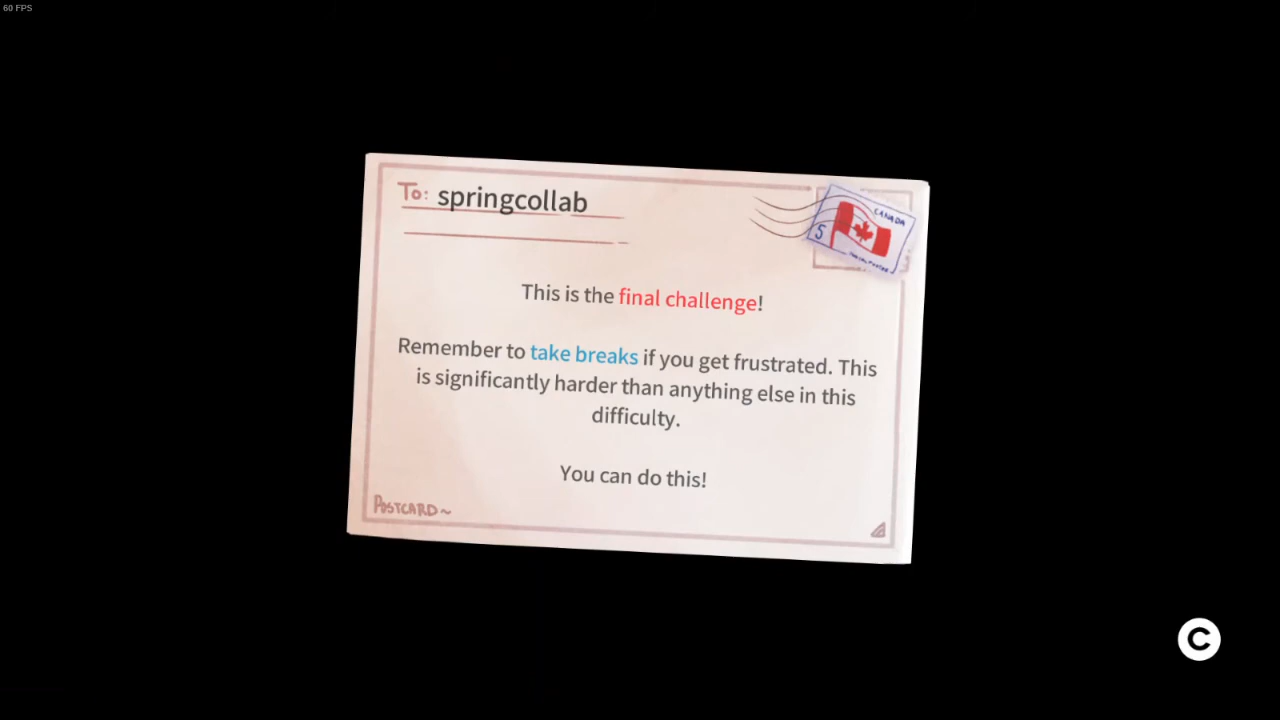 60 FPS
To: springcollab
CANADA
5
This is the final challenge!
Remember to take breaks if you get frustrated. This
is significantly harder than anything else in this
difficulty.
You can do this!
POSTCARD~
C